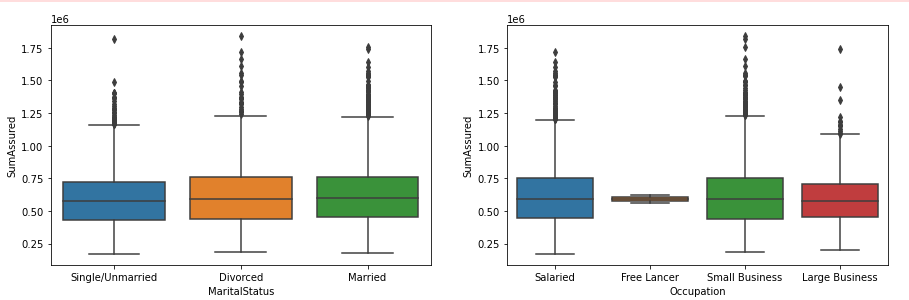 1e6
1.75
1.50
1.25
1.00
0.75
0.50
0.25
SumAssured
Single/Unmarried Divorced Married
MaritalStatus
1e6
1.75
1.50
1.25
1.00
0.75
0.50
0.25
SumAssured
Salaried Free Lancer Small Business Large Business
Occupation